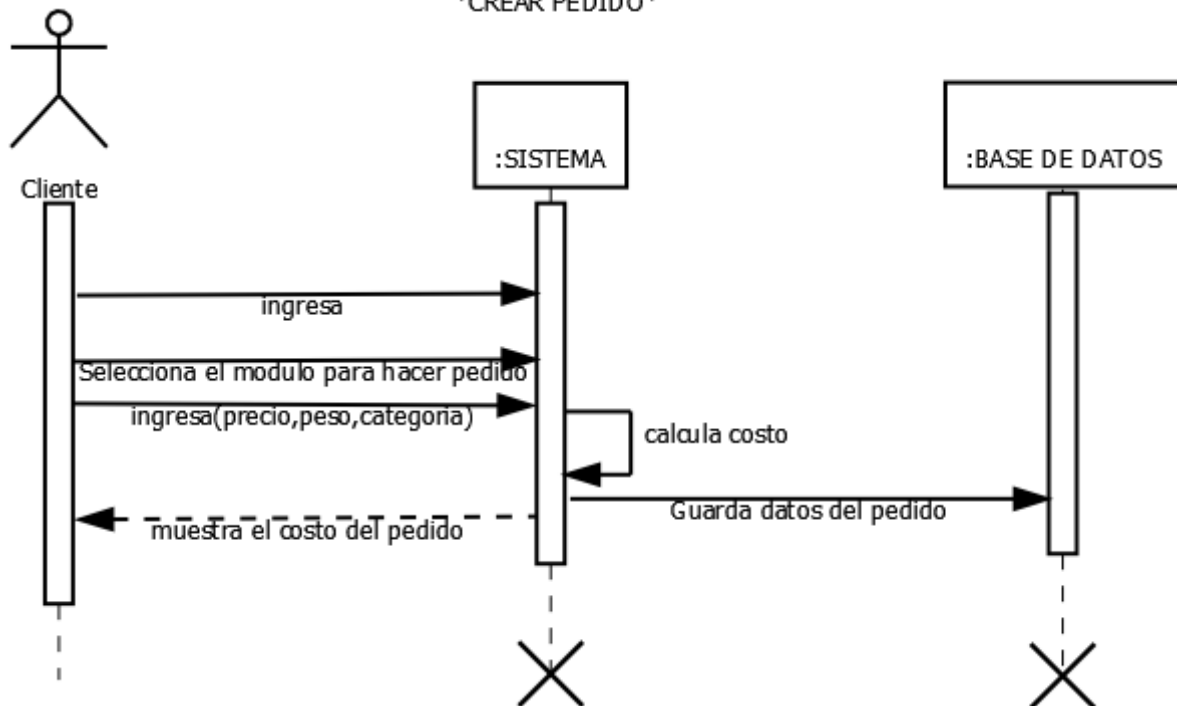 "CREAR PEDIDO"
:SISTEMA
:BASE DE DATOS
Cliente
ingresa
Selecciona el modulo para hacer pedido
ingresa(precio,peso,categoria)
calcula costo
Guarda datos del pedido
muestra el costo del pedido